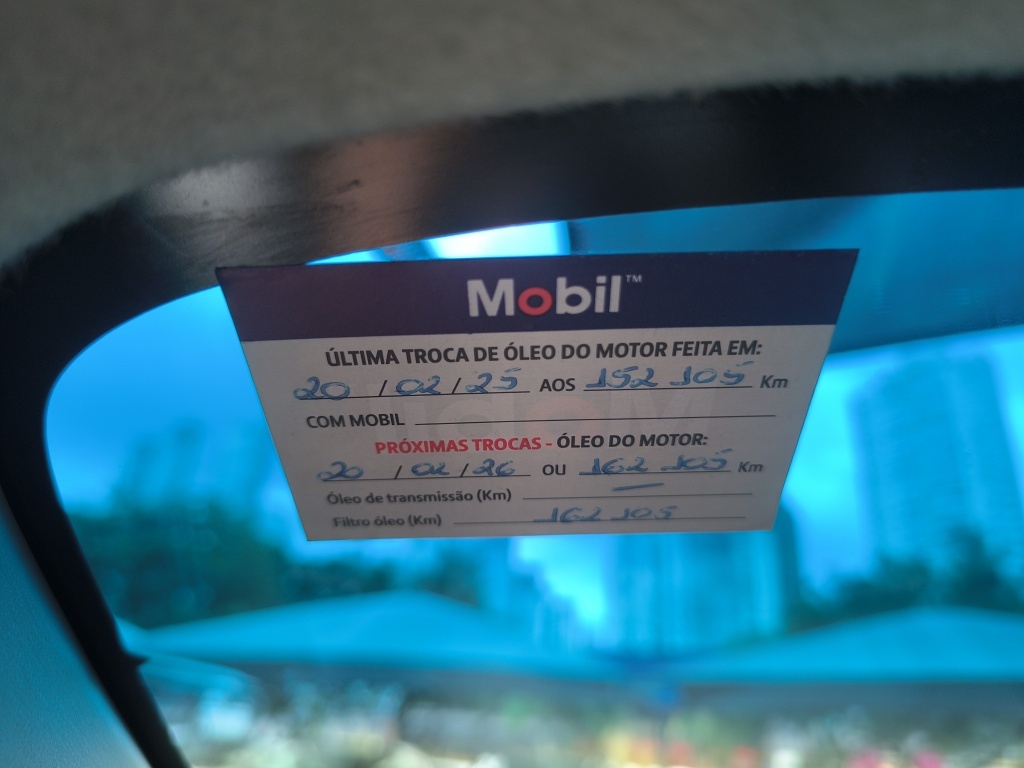 Mobil™
ÚLTIMA TROCA DE ÓLEO DO MOTOR FEITA EM:
20 / 02 / 25 AOS 152 105 Km
COM MOBIL
PRÓXIMAS TROCAS - ÓLEO DO MOTOR:
20 / 02 / 26 OU 162 105 Km
Óleo de transmissão (Km) —
Filtro óleo (Km) 162 105